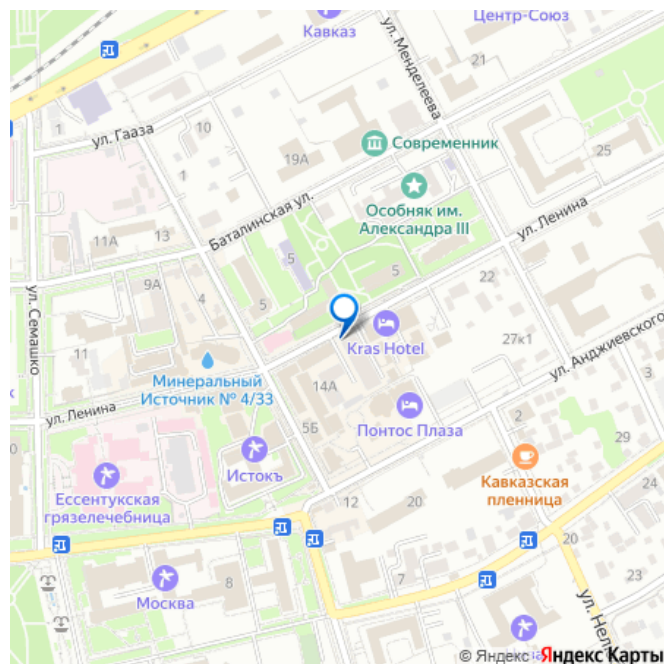 Кавказ
Центр-Союз
ул. Менделеева
21
1
ул. Гааза
10
19А
Современник
25
Баталинская ул.
Особняк им.
Александра III
ул. Ленина
13
11А
5
5
22
9А
4
5
ул. Семашко
Kras Hotel
27к1
ул. Анджиевского
11
Минеральный
Источник № 4/33
14А
ул. Ленина
5Б
Понтос Плаза
2
29
Истокъ
Кавказская
пленница
Ессентукская
грязелечебница
12
20
24
20
7
8
23
Москва
ул. Нел
© Яндекс Яндекс Карты